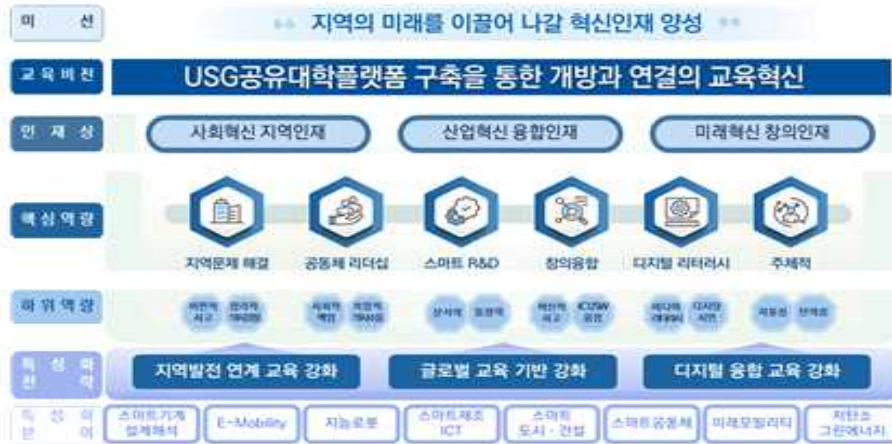 미 션
지역의 미래를 이끌어 나갈 혁신인재 양성
교육비전
USG공유대학플랫폼 구축을 통한 개방과 연결의 교육혁신
인 재 상
사회혁신 지역인재
산업혁신 융합인재
미래혁신 창의인재
핵심역량
지역문제 해결
공동체 리더십
스마트 R&D
창의융합
디지털 리터러시
주체적
하위역량
특 성 화
전 략
지역발전 연계 교육 강화
글로벌 교육 기반 강화
디지털 융합 교육 강화
특 성 화
분 야
스마트기계
설계해석
E-Mobility
지능로봇
스마트제조
ICT
스마트
도시·건설
스마트공동체
미래모빌리티
저탄소
그린에너지